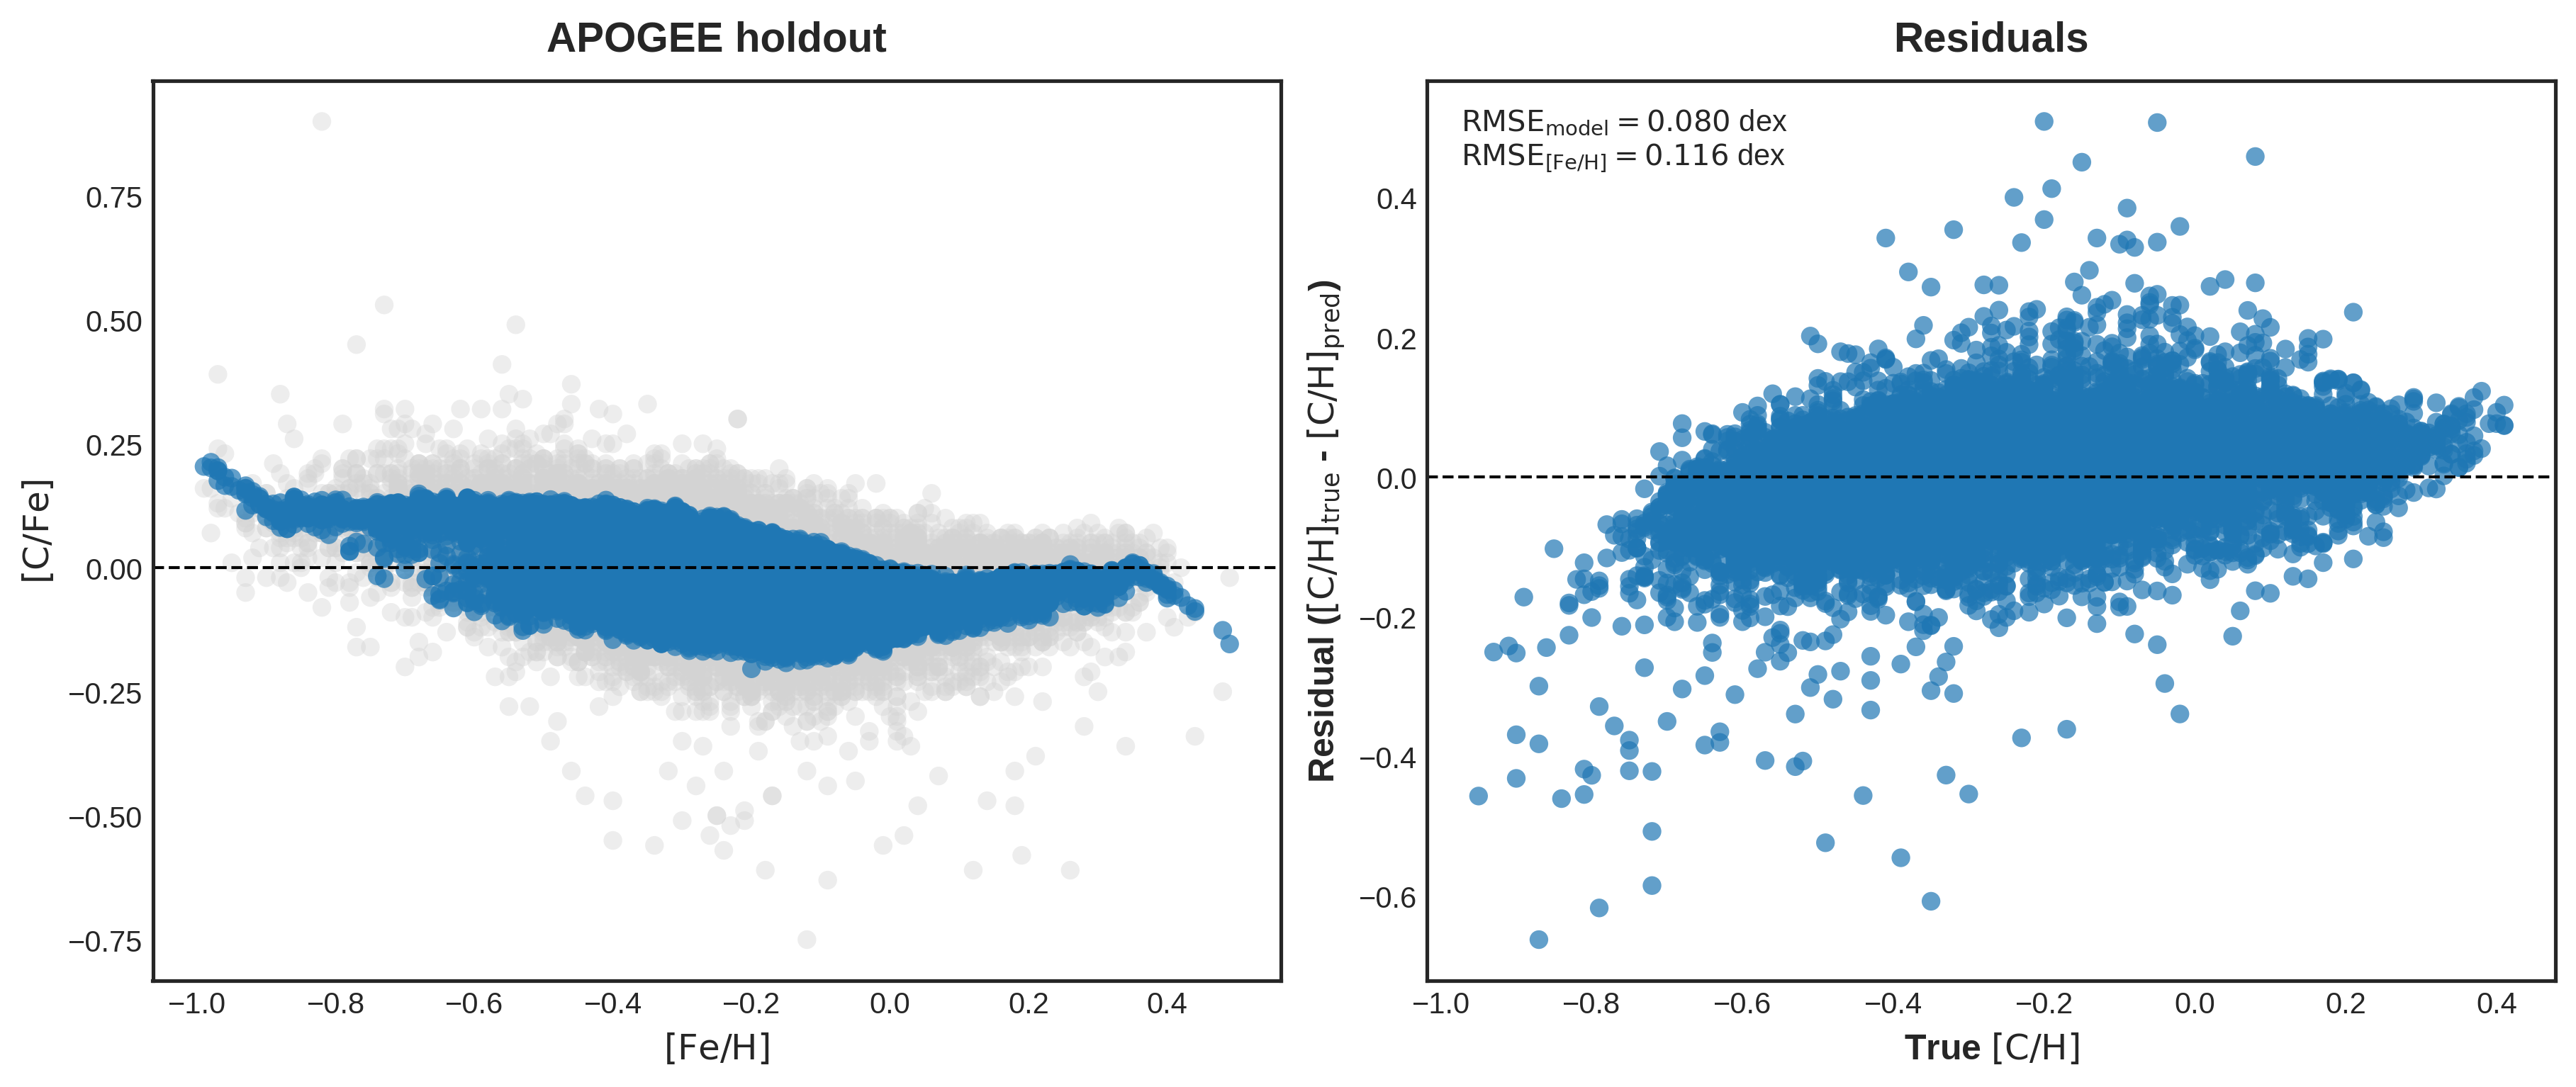 APOGEE holdout
[C/Fe]
0.75
0.50
0.25
0.00
−0.25
−0.50
−0.75
−1.0 −0.8 −0.6 −0.4 −0.2 0.0 0.2 0.4
[Fe/H]
Residuals
RMSE_model = 0.080 dex
RMSE_[Fe/H] = 0.116 dex
Residual ([C/H]_true - [C/H]_pred)
0.4
0.2
0.0
−0.2
−0.4
−0.6
−1.0 −0.8 −0.6 −0.4 −0.2 0.0 0.2 0.4
True [C/H]